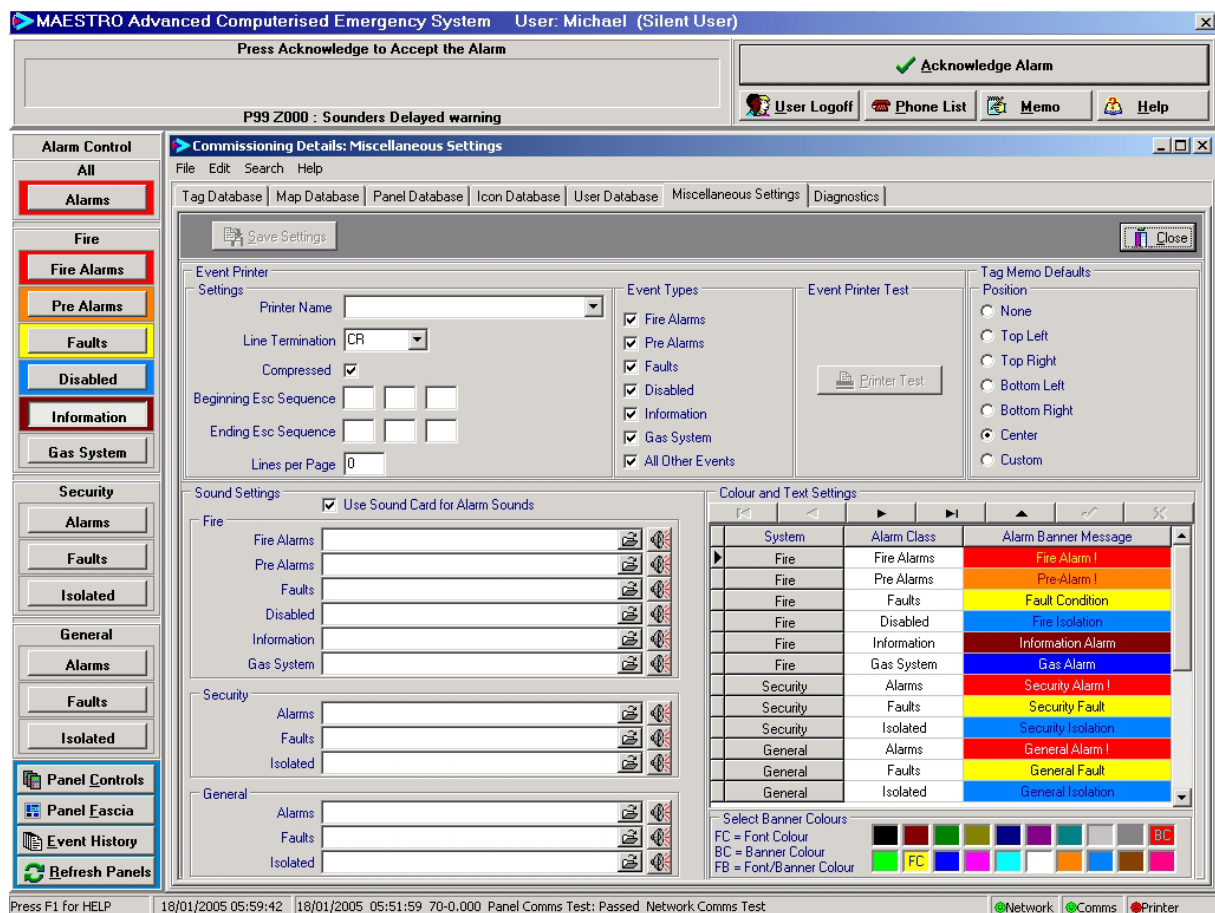 MAESTRO Advanced Computerised Emergency System User: Michael (Silent User)
Press Acknowledge to Accept the Alarm
P99 Z000 : Sounders Delayed warning
Acknowledge Alarm
User Logoff Phone List Memo Help
Alarm Control
All
Alarms
Fire
Fire Alarms
Pre Alarms
Faults
Disabled
Information
Gas System
Security
Alarms
Faults
Isolated
General
Alarms
Faults
Isolated
Panel Controls
Panel Fascia
Event History
Refresh Panels
Commissioning Details: Miscellaneous Settings
File Edit Search Help
Tag Database Map Database Panel Database Icon Database User Database Miscellaneous Settings Diagnostics
Save Settings Close
Event Printer
Settings
Printer Name
Line Termination CR
Compressed
Beginning Esc Sequence
Ending Esc Sequence
Lines per Page 0
Event Types
Fire Alarms
Pre Alarms
Faults
Disabled
Information
Gas System
All Other Events
Event Printer Test
Printer Test
Tag Memo Defaults
Position
None
Top Left
Top Right
Bottom Left
Bottom Right
Center
Custom
Sound Settings
Use Sound Card for Alarm Sounds
Fire
Fire Alarms
Pre Alarms
Faults
Disabled
Information
Gas System
Security
Alarms
Faults
Isolated
General
Alarms
Faults
Isolated
Colour and Text Settings
System Alarm Class Alarm Banner Message
Fire Fire Alarms Fire Alarm !
Fire Pre Alarms Pre-Alarm !
Fire Faults Fault Condition
Fire Disabled Fire Isolation
Fire Information Information Alarm
Fire Gas System Gas Alarm
Security Alarms Security Alarm !
Security Faults Security Fault
Security Isolated Security Isolation
General Alarms General Alarm !
General Faults General Fault
General Isolated General Isolation
Select Banner Colours
FC = Font Colour
BC = Banner Colour
FB = Font/Banner Colour
BC
FC
Press F1 for HELP 18/01/2005 05:59:42 18/01/2005 05:51:59 70-0.000 Panel Comms Test: Passed Network Comms Test Network Comms Printer